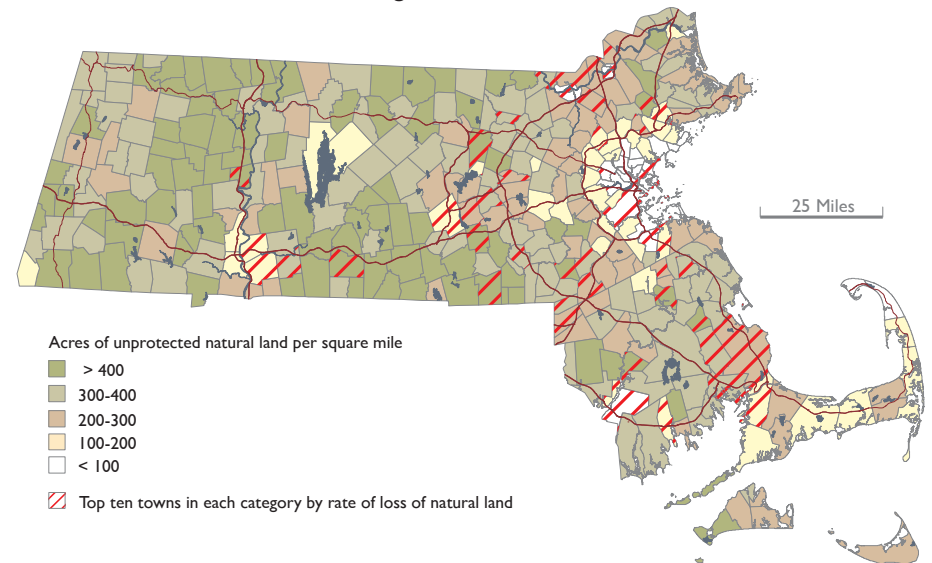 25 Miles
Acres of unprotected natural land per square mile
> 400
300-400
200-300
100-200
< 100
Top ten towns in each category by rate of loss of natural land